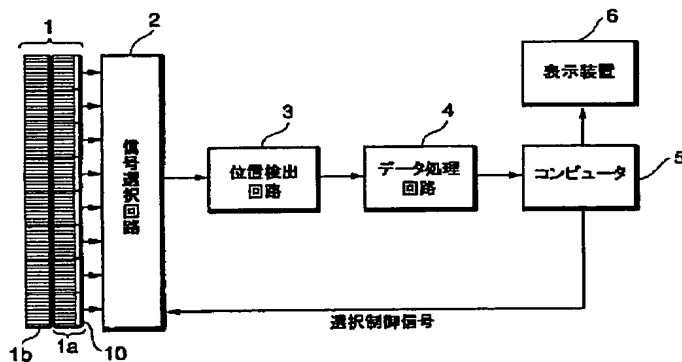 1
2
信号選択回路
3
位信検出
回路
4
データ処理
回路
6
表示装置
コンピュータ
5
選択制御信号
1b
1a
10